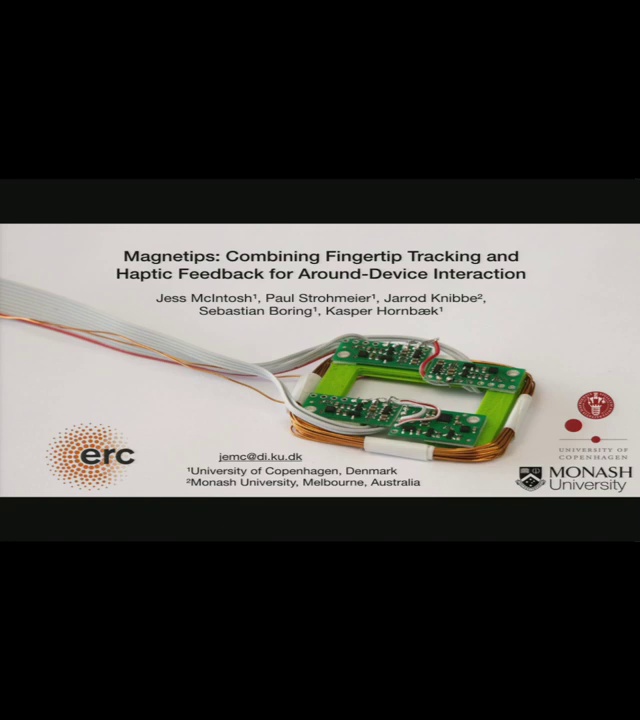 Magnetips: Combining Fingertip Tracking and
Haptic Feedback for Around-Device Interaction
Jess McIntosh¹, Paul Strohmeier¹, Jarrod Knibbe²,
Sebastian Boring¹, Kasper Hornbæk¹
erc
jemc@di.ku.dk
¹University of Copenhagen, Denmark
²Monash University, Melbourne, Australia
UNIVERSITY OF
COPENHAGEN
MONASH
University